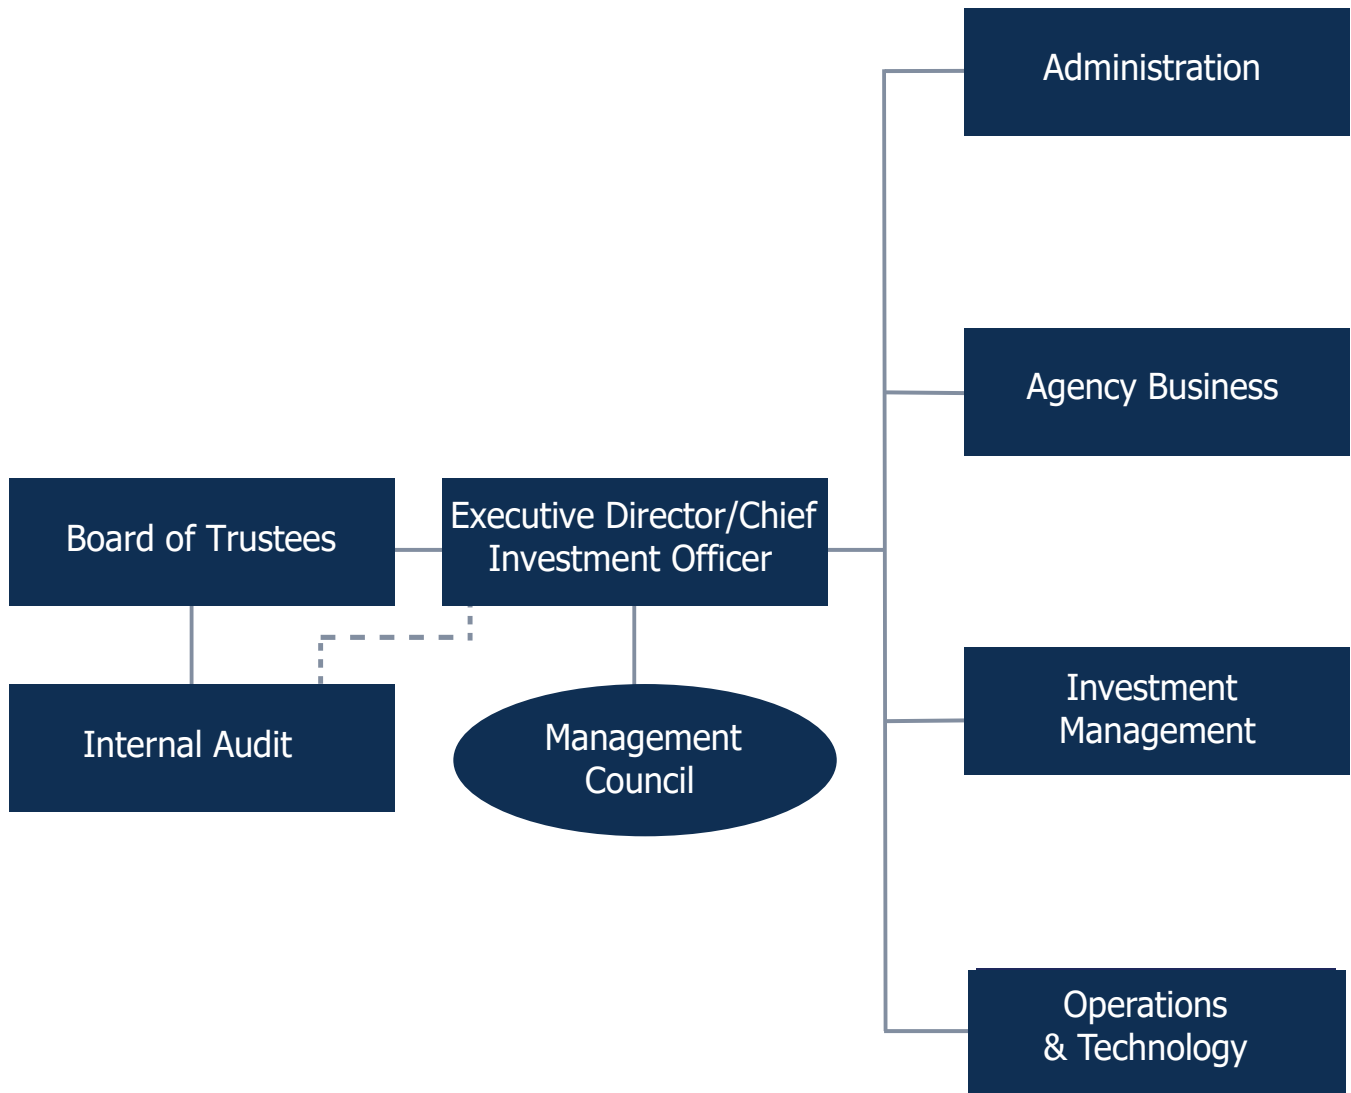 Administration
Agency Business
Board of Trustees
Executive Director/Chief
Investment Officer
Internal Audit
Management
Council
Investment
Management
Operations
& Technology